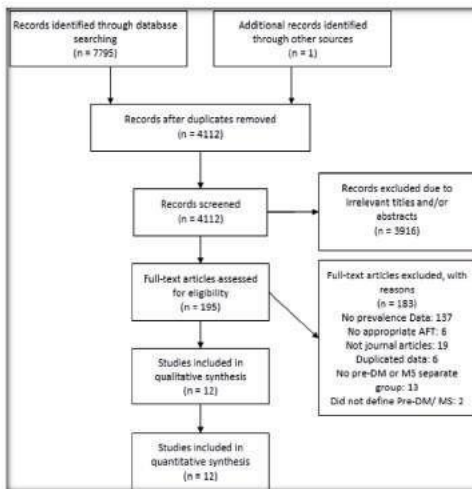 Records identified through database
searching
(n = 7795)
Additional records identified
through other sources
(n = 1)
Records after duplicates removed
(n = 4112)
Records screened
(n = 4112)
Records excluded due to
irrelevant titles and/or
abstracts
(n = 3916)
Full-text articles assessed
for eligibility
(n = 195)
Full-text articles excluded, with
reasons
(n = 183)
No prevalence Data: 137
No appropriate AFT: 6
Not journal articles: 19
Duplicated data: 6
No pre-DM or MS separate
group: 13
Did not define Pre-DM/ MS: 2
Studies included in
qualitative synthesis
(n = 12)
Studies included in
quantitative synthesis
(n = 12)